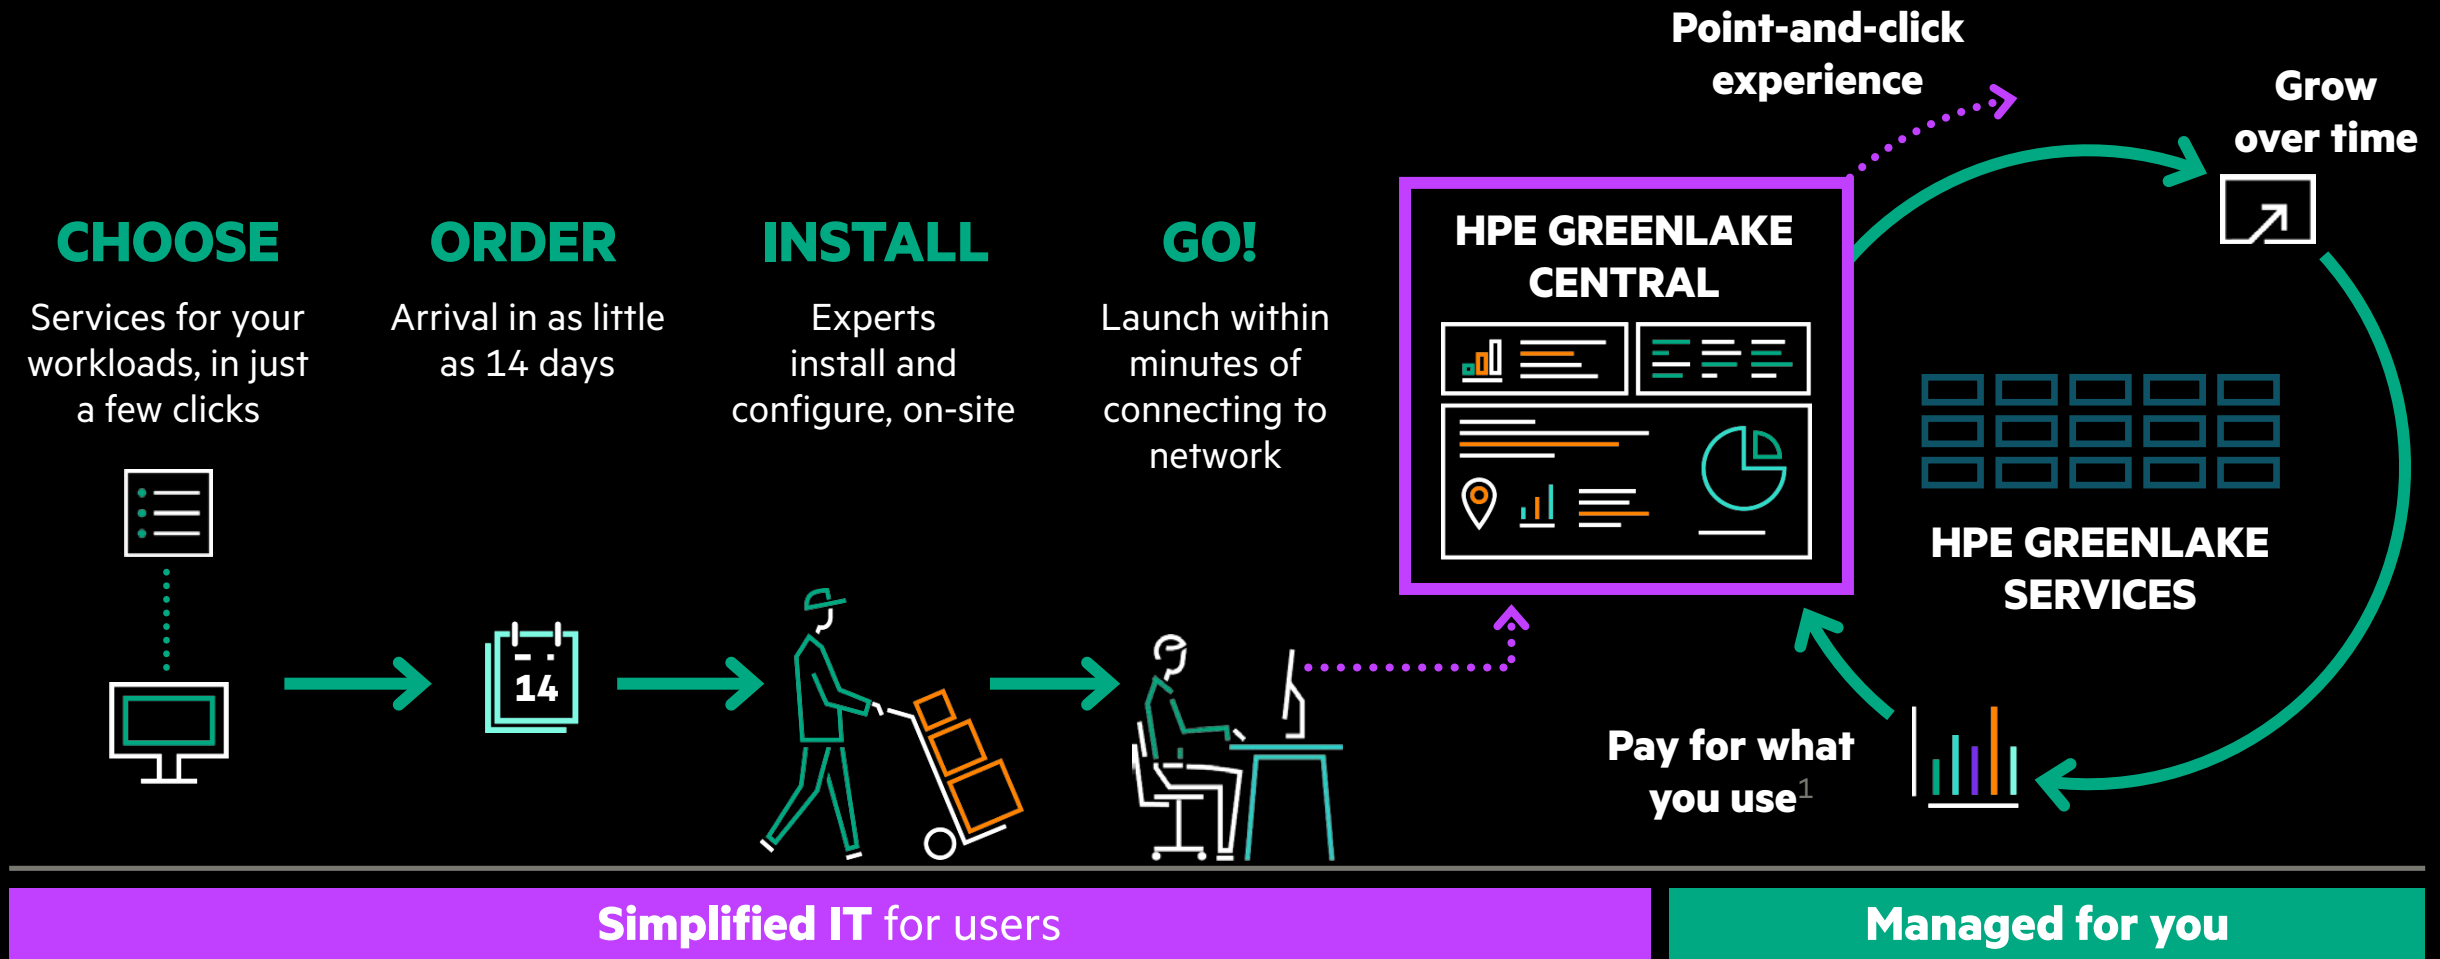 CHOOSE
Services for your
workloads, in just
a few clicks
ORDER
Arrival in as little
as 14 days
14
INSTALL
Experts
install and
configure, on-site
GO!
Launch within
minutes of
connecting to
network
HPE GREENLAKE
CENTRAL
Point-and-click
experience
Grow
over time
HPE GREENLAKE
SERVICES
Pay for what
you use1
Simplified IT for users
Managed for you